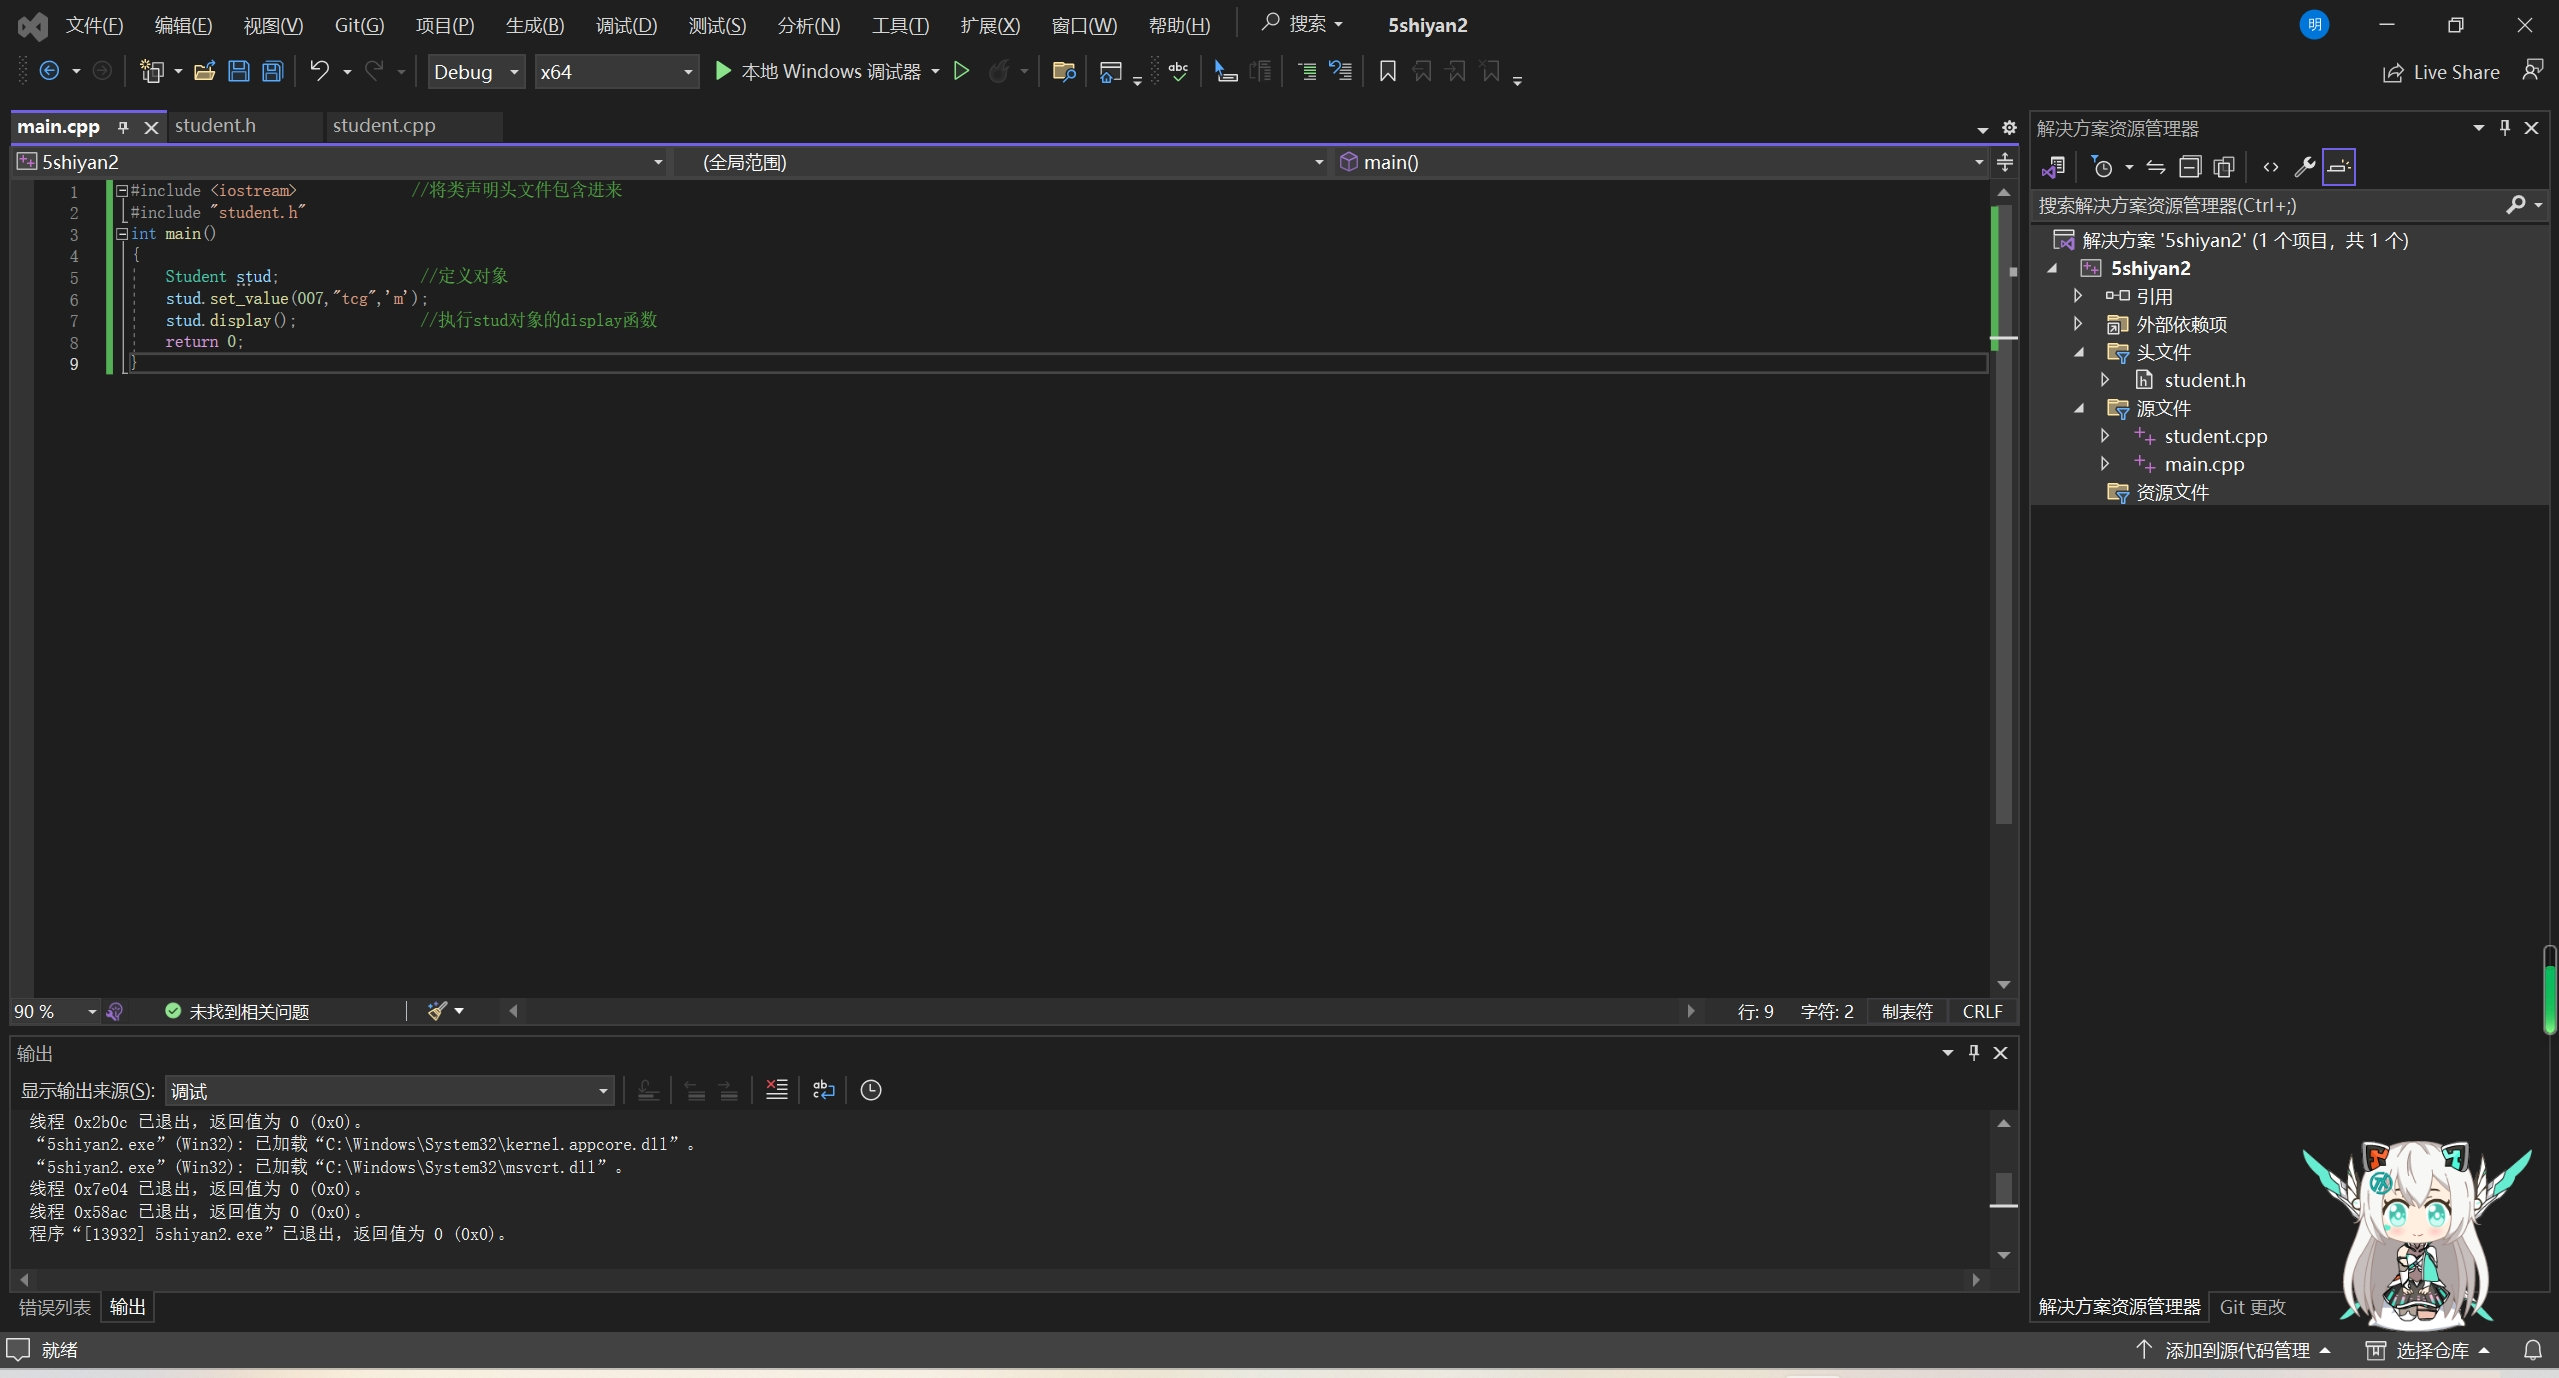 文件(F) 编辑(E) 视图(V) Git(G) 项目(P) 生成(B) 调试(D) 测试(S) 分析(N) 工具(T) 扩展(X) 窗口(W) 帮助(H) 搜索 5shiyan2 明
Debug x64 本地 Windows 调试器 abc Live Share
main.cpp student.h student.cpp
5shiyan2 (全局范围) main()
1 #include <iostream> //将类声明头文件包含进来
2 #include "student.h"
3 int main()
4 {
5 Student stud; //定义对象
6 stud.set_value(007,"tcg",'m');
7 stud.display(); //执行stud对象的display函数
8 return 0;
9 }
90 % 未找到相关问题 行: 9 字符: 2 制表符 CRLF
输出
显示输出来源(S): 调试
线程 0x2b0c 已退出，返回值为 0 (0x0)。
“5shiyan2.exe”(Win32): 已加载“C:\Windows\System32\kernel.appcore.dll”。
“5shiyan2.exe”(Win32): 已加载“C:\Windows\System32\msvcrt.dll”。
线程 0x7e04 已退出，返回值为 0 (0x0)。
线程 0x58ac 已退出，返回值为 0 (0x0)。
程序“[13932] 5shiyan2.exe”已退出，返回值为 0 (0x0)。
错误列表 输出
解决方案资源管理器
搜索解决方案资源管理器(Ctrl+;)
解决方案 '5shiyan2' (1 个项目，共 1 个)
5shiyan2
引用
外部依赖项
头文件
student.h
源文件
student.cpp
main.cpp
资源文件
解决方案资源管理器 Git 更改
就绪 添加到源代码管理 选择仓库